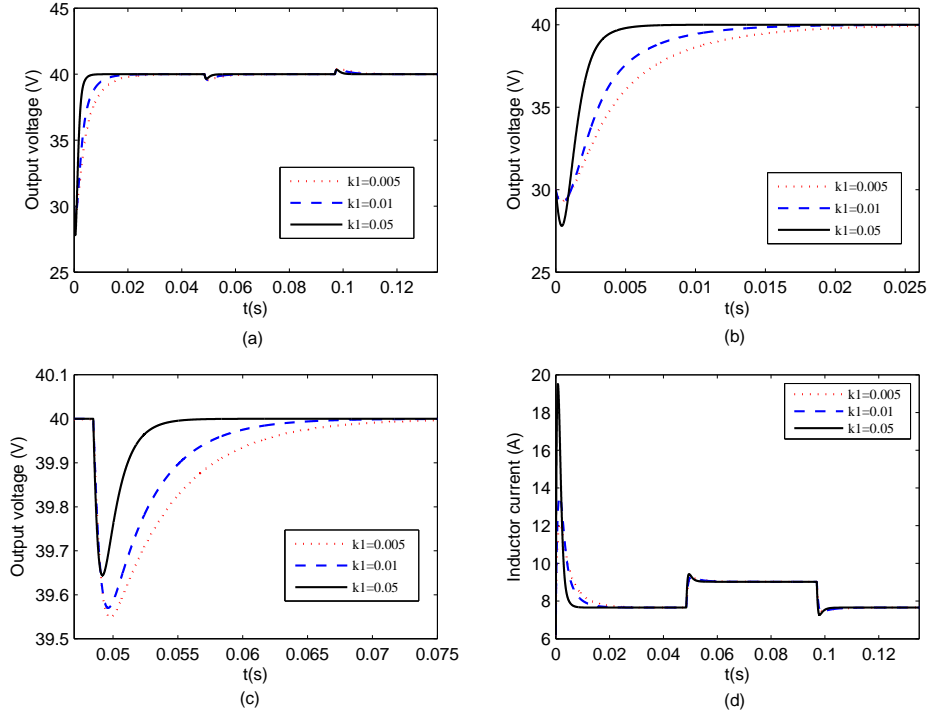 45
40
35
30
25
Output voltage (V)
k1=0.005
k1=0.01
k1=0.05
0 0.02 0.04 0.06 0.08 0.1 0.12
t(s)
(a)
40
35
30
25
Output voltage (V)
k1=0.005
k1=0.01
k1=0.05
0 0.005 0.01 0.015 0.02 0.025
t(s)
(b)
40.1
40
39.9
39.8
39.7
39.6
39.5
Output voltage (V)
k1=0.005
k1=0.01
k1=0.05
0.05 0.055 0.06 0.065 0.07 0.075
t(s)
(c)
20
18
16
14
12
10
8
6
Inductor current (A)
k1=0.005
k1=0.01
k1=0.05
0 0.02 0.04 0.06 0.08 0.1 0.12
t(s)
(d)